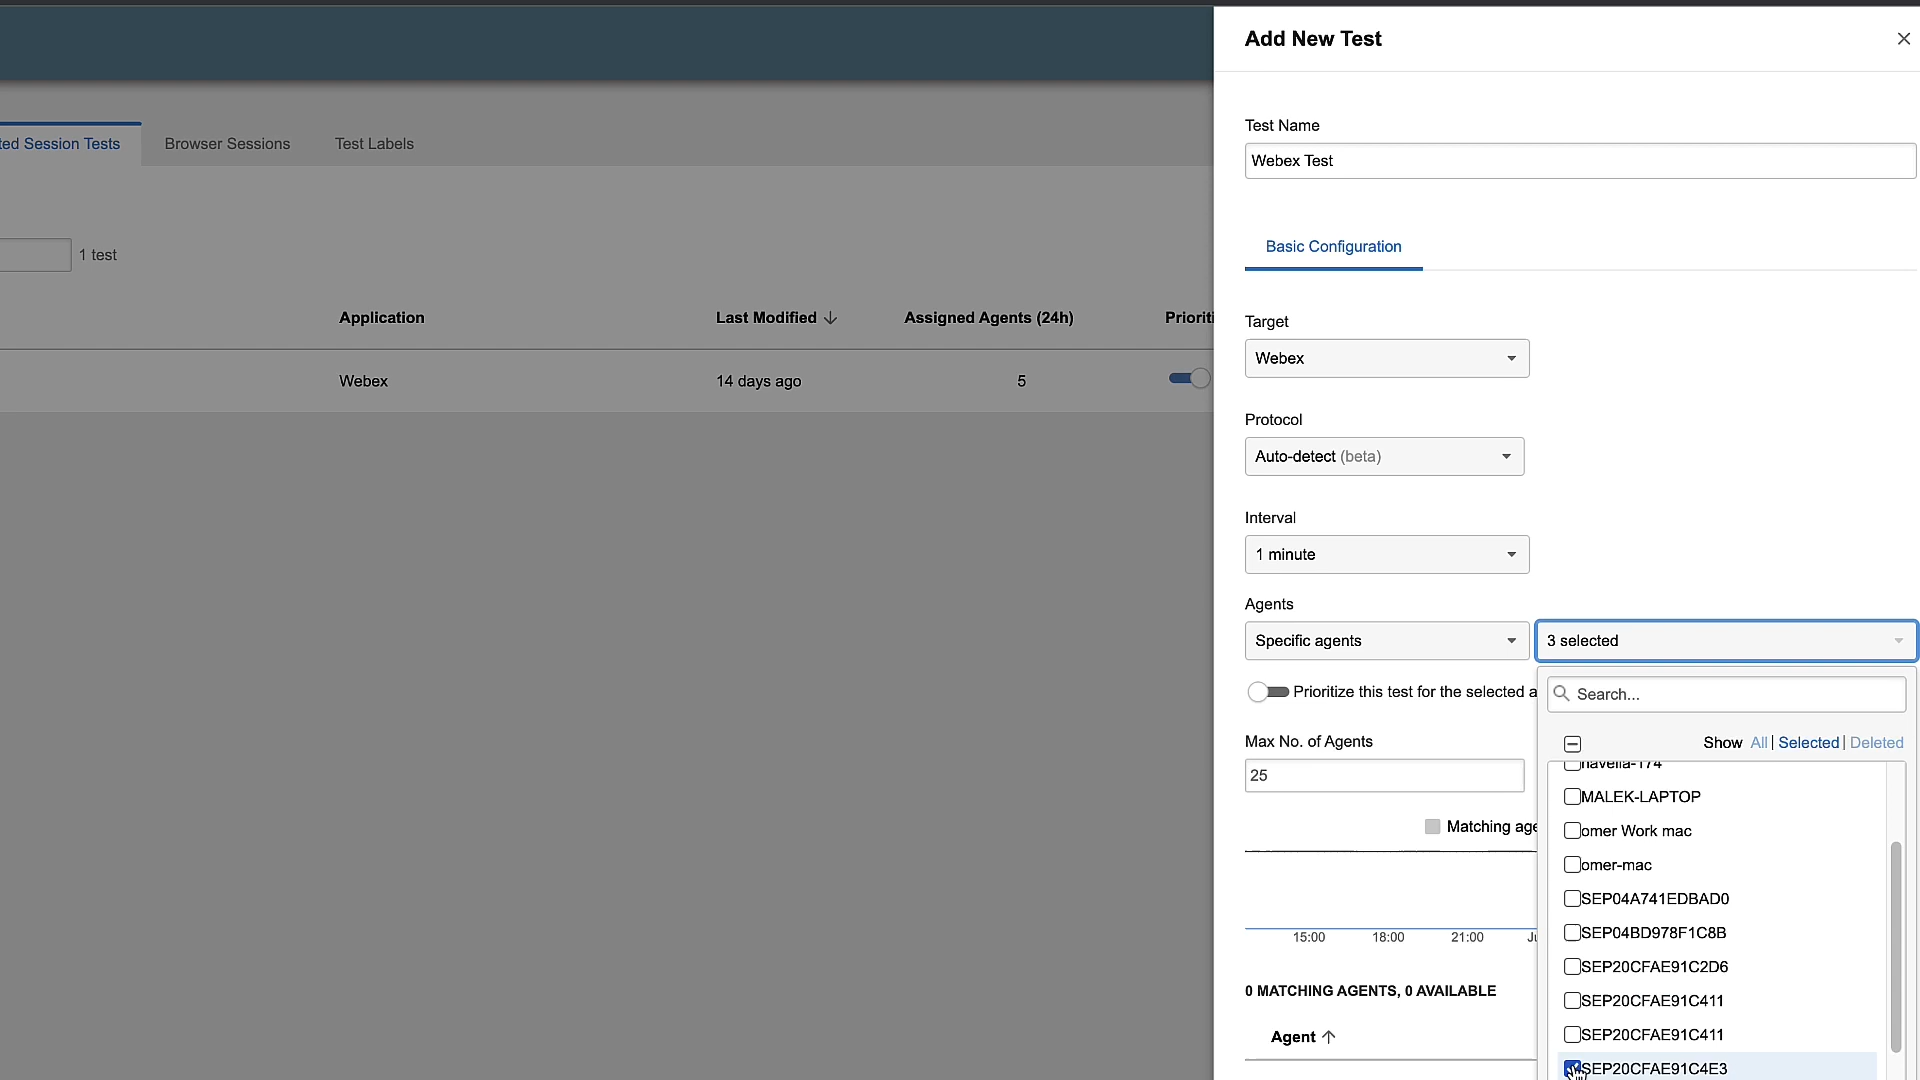 Add New Test
Test Name
Webex Test
ted Session Tests
Browser Sessions
Test Labels
Basic Configuration
1 test
Application
Last Modified
Assigned Agents (24h)
Prioriti
Webex
14 days ago
5
Target
Webex
Protocol
Auto-detect (beta)
Interval
1 minute
Agents
Specific agents
3 selected
Prioritize this test for the selected a
Search...
Max No. of Agents
25
Show All | Selected | Deleted
MALEK-LAPTOP
omer Work mac
omer-mac
SEP04A741EDBAD0
SEP04BD978F1C8B
SEP20CFAE91C2D6
SEP20CFAE91C411
SEP20CFAE91C411
SEP20CFAE91C4E3
Matching age
15:00
18:00
21:00
Ju
0 MATCHING AGENTS, 0 AVAILABLE
Agent